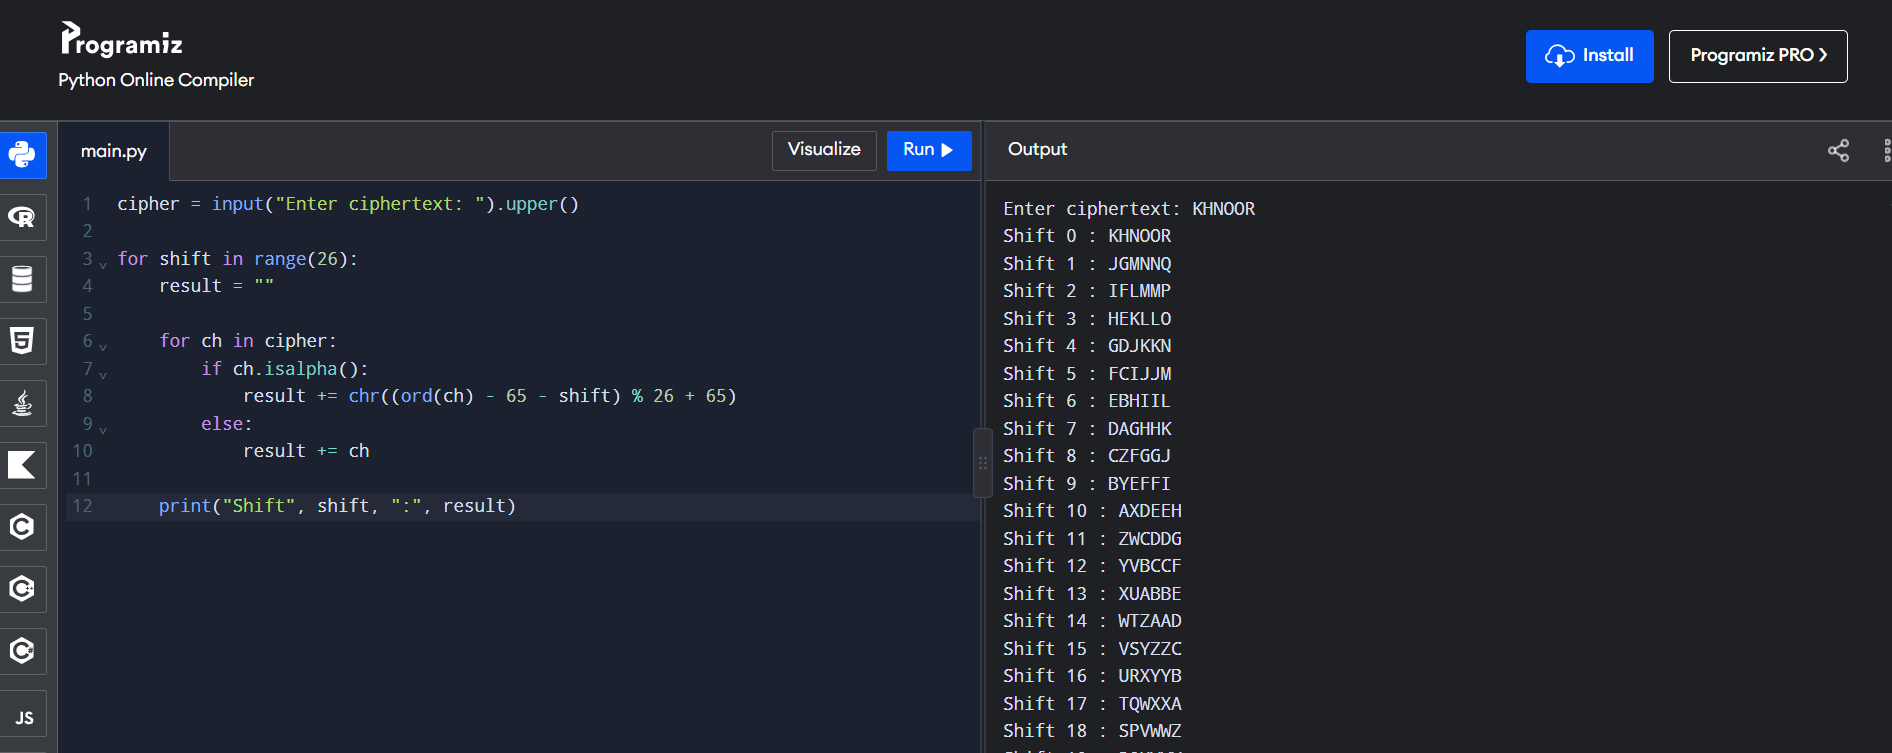 Programiz
Python Online Compiler
Install
Programiz PRO
main.py
Visualize
Run
1 cipher = input("Enter ciphertext: ").upper()
2
3 for shift in range(26):
4     result = ""
5
6     for ch in cipher:
7         if ch.isalpha():
8             result += chr((ord(ch) - 65 - shift) % 26 + 65)
9         else:
10             result += ch
11
12     print("Shift", shift, ":", result)
Output
Enter ciphertext: KHNOOR
Shift 0 : KHNOOR
Shift 1 : JGMNNQ
Shift 2 : IFLMMP
Shift 3 : HEKLLO
Shift 4 : GDJKKN
Shift 5 : FCIJJM
Shift 6 : EBHIIL
Shift 7 : DAGHHK
Shift 8 : CZFGGJ
Shift 9 : BYEFFI
Shift 10 : AXDEEH
Shift 11 : ZWCDDG
Shift 12 : YVBCCF
Shift 13 : XUABBE
Shift 14 : WTZAAD
Shift 15 : VSYZZC
Shift 16 : URXYYB
Shift 17 : TQWXXA
Shift 18 : SPVWWZ
R
5
C
C++
C#
JS